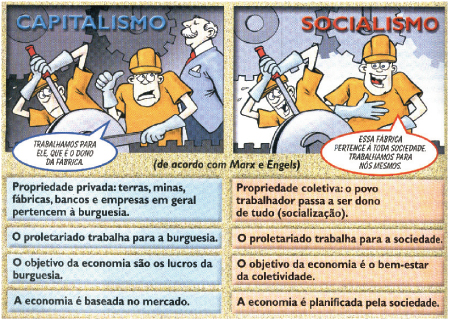 CAPITALISMO
SOCIALISMO
TRABALHAMOS PARA
ELE, QUE É O DONO
DA FÁBRICA.
ESSA FÁBRICA
PERTENCE A TODA SOCIEDADE.
TRABALHAMOS PARA
NÓS MESMOS.
(de acordo com Marx e Engels)
Propriedade privada: terras, minas,
fábricas, bancos e empresas em geral
pertencem à burguesia.
O proletariado trabalha para a burguesia.
O objetivo da economia são os lucros da
burguesia.
A economia é baseada no mercado.
Propriedade coletiva: o povo
trabalhador passa a ser dono
de tudo (socialização).
O proletariado trabalha para a sociedade.
O objetivo da economia é o bem-estar
da coletividade.
A economia é planificada pela sociedade.